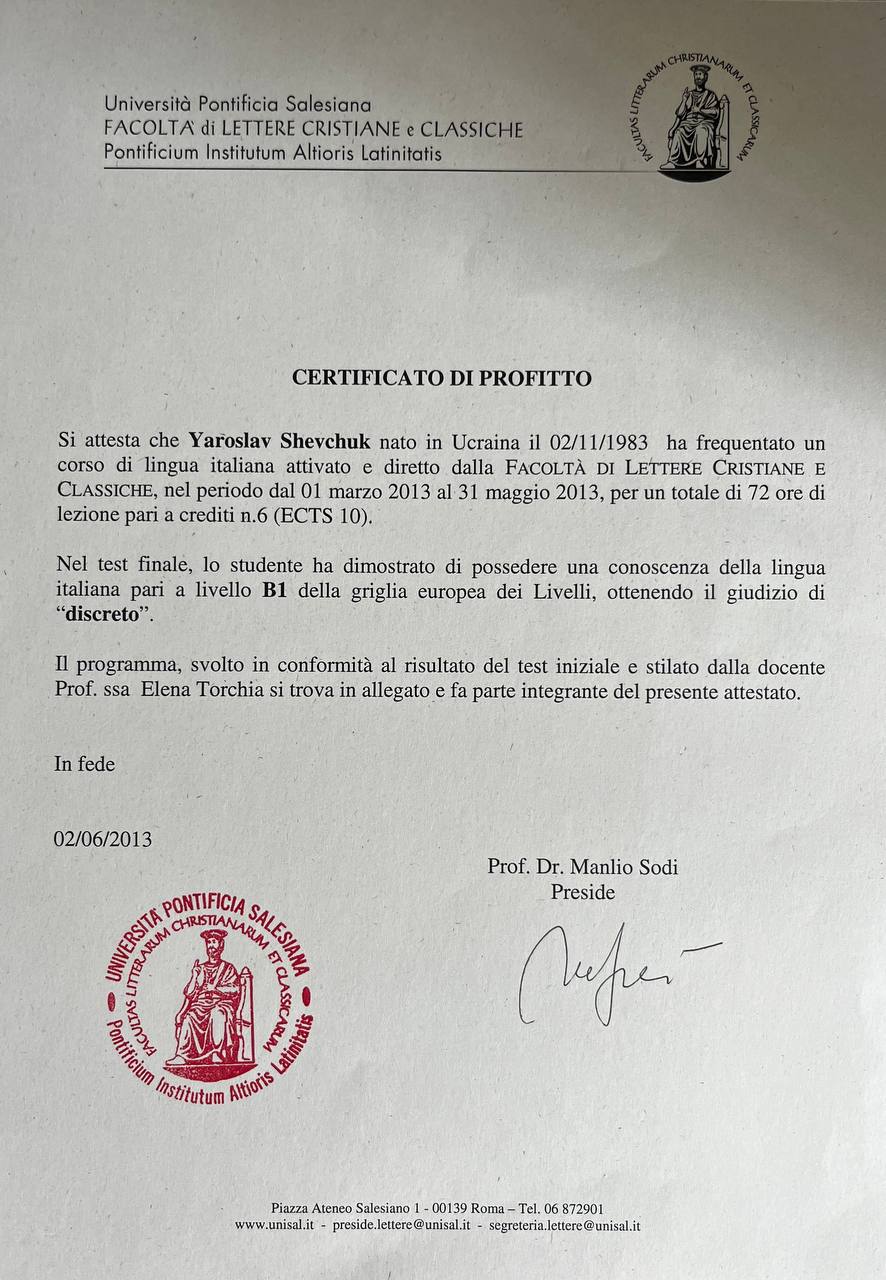 Università Pontificia Salesiana
FACOLTA' di LETTERE CRISTIANE e CLASSICHE
Pontificium Institutum Altioris Latinitatis
FACULTAS LITTERARUM CHRISTIANARUM ET CLASSICARUM
CERTIFICATO DI PROFITTO
Si attesta che Yaroslav Shevchuk nato in Ucraina il 02/11/1983 ha frequentato un
corso di lingua italiana attivato e diretto dalla FACOLTÀ DI LETTERE CRISTIANE E
CLASSICHE, nel periodo dal 01 marzo 2013 al 31 maggio 2013, per un totale di 72 ore di
lezione pari a crediti n.6 (ECTS 10).
Nel test finale, lo studente ha dimostrato di possedere una conoscenza della lingua
italiana pari a livello B1 della griglia europea dei Livelli, ottenendo il giudizio di
“discreto”.
Il programma, svolto in conformità al risultato del test iniziale e stilato dalla docente
Prof. ssa Elena Torchia si trova in allegato e fa parte integrante del presente attestato.
In fede
02/06/2013
Prof. Dr. Manlio Sodi
Preside
UNIVERSITÀ PONTIFICIA SALESIANA
FACULTAS LITTERARUM CHRISTIANARUM ET CLASSICARUM
Pontificium Institutum Altioris Latinitatis
Piazza Ateneo Salesiano 1 - 00139 Roma – Tel. 06 872901
www.unisal.it - preside.lettere@unisal.it - segreteria.lettere@unisal.it